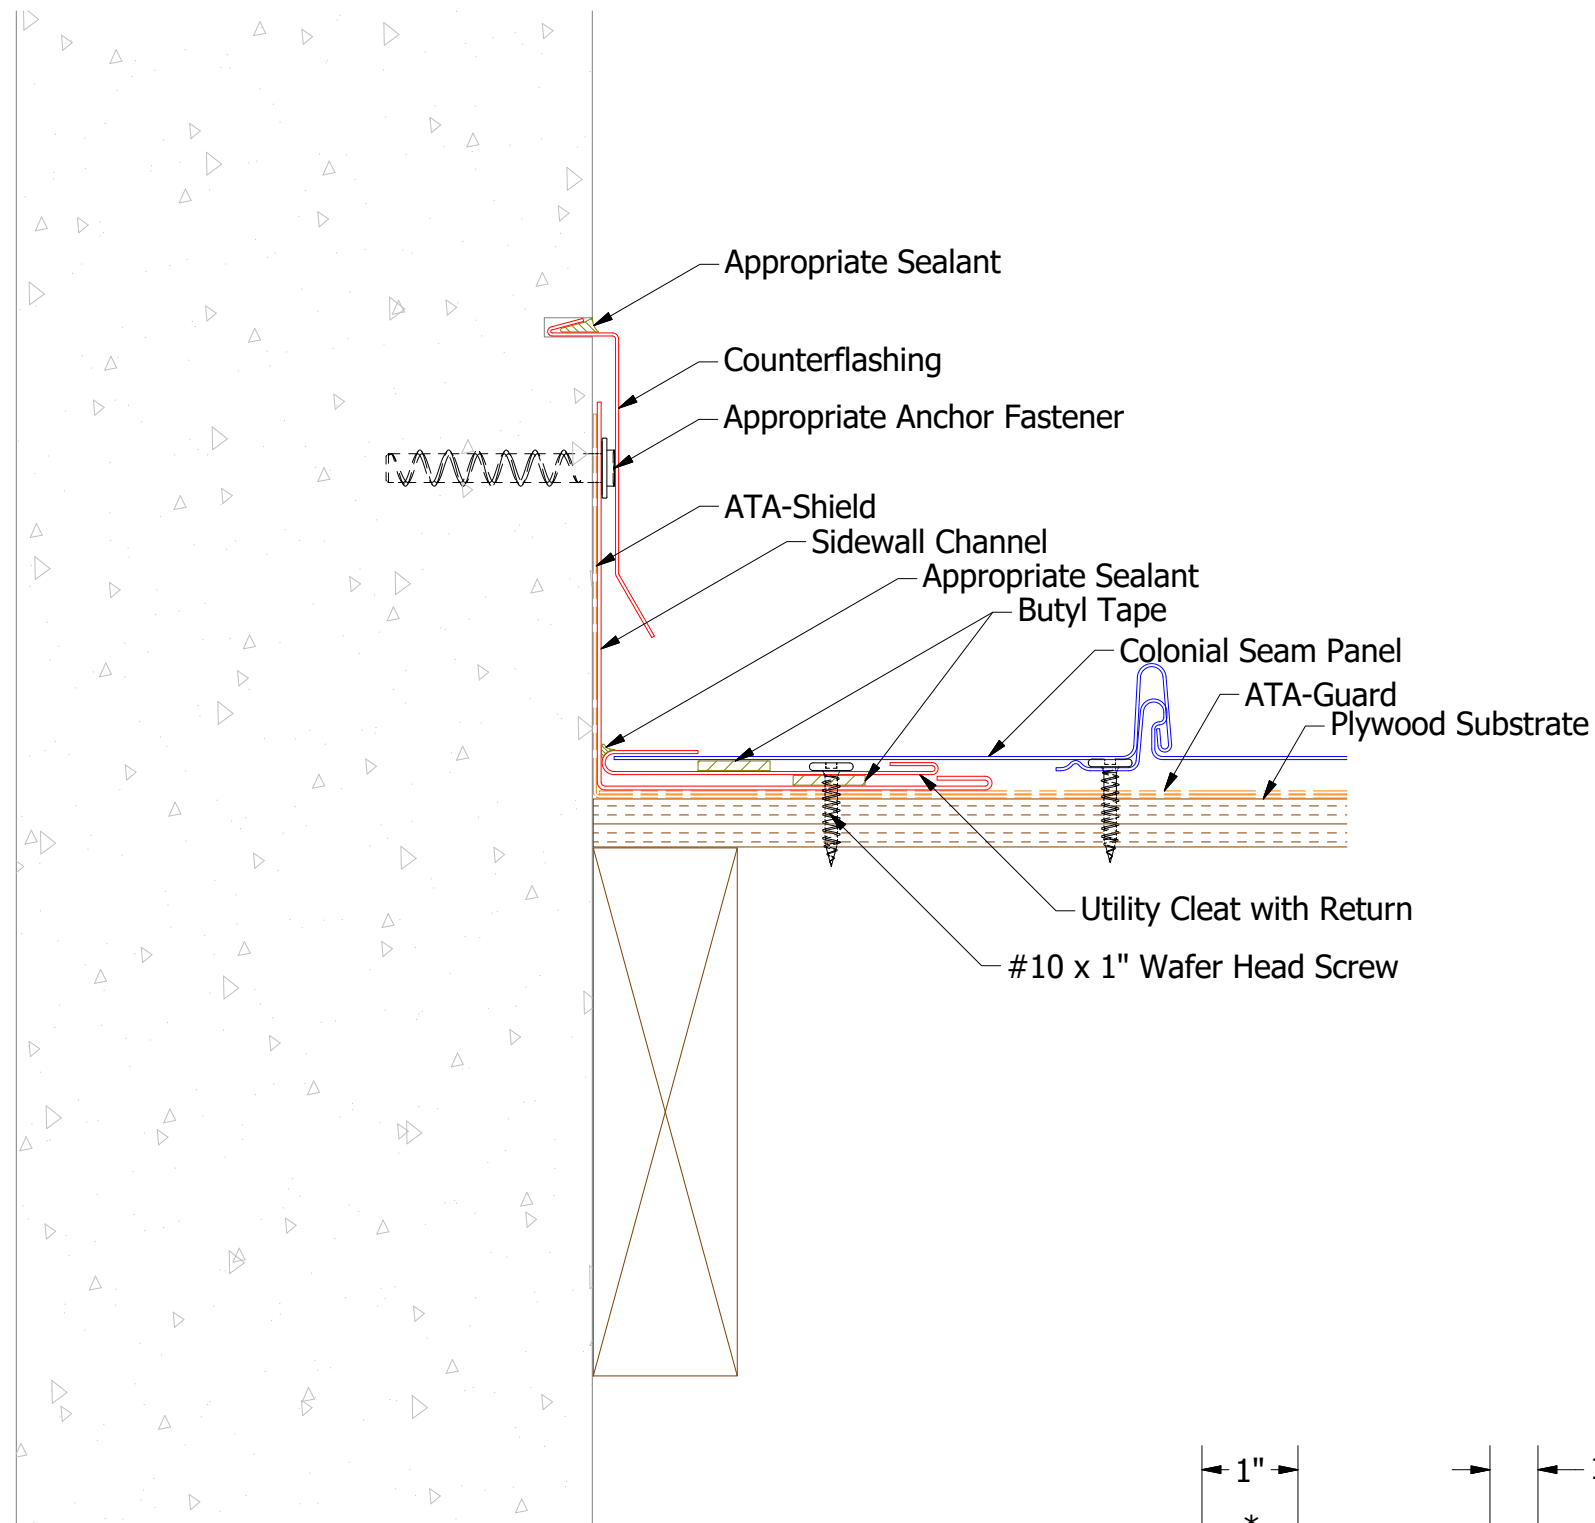 Appropriate Sealant
Counterflashing
Appropriate Anchor Fastener
ATA-Shield
Sidewall Channel
Appropriate Sealant
Butyl Tape
Colonial Seam Panel
ATA-Guard
Plywood Substrate
Utility Cleat with Return
#10 x 1" Wafer Head Screw
1"
*